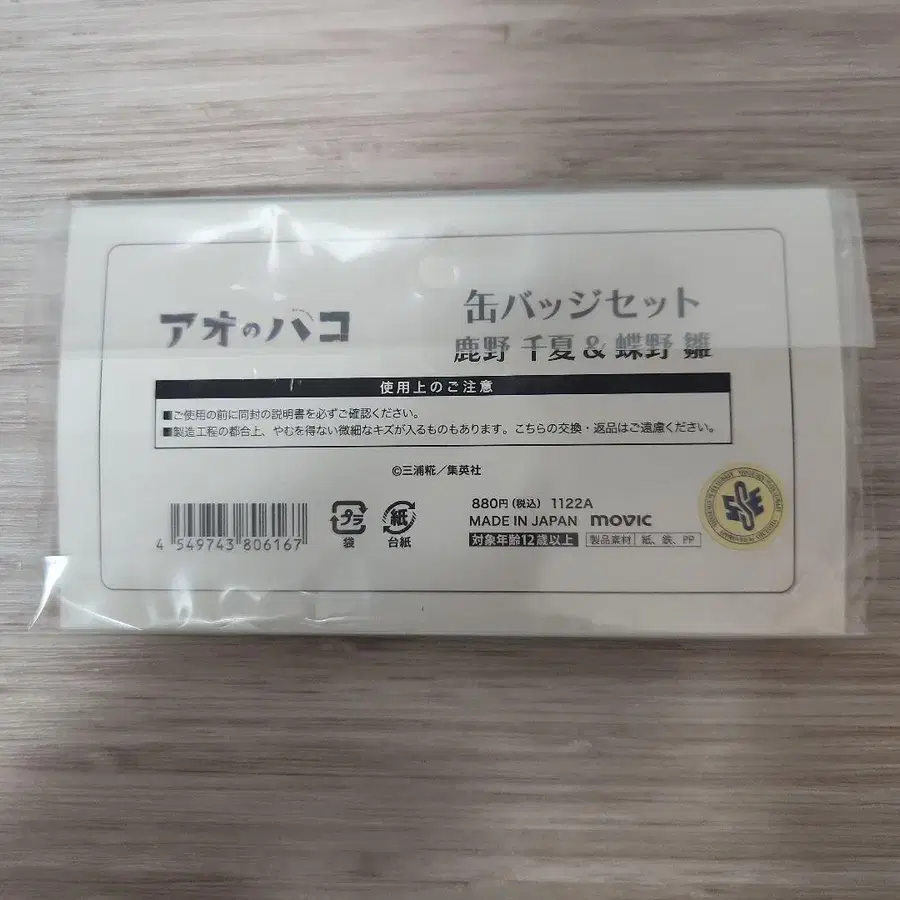 アオのハコ
缶バッジセット
鹿野 千夏 & 蝶野 雛
使用上のご注意
■ご使用の前に同封の説明書を必ずご確認ください。
■製造工程の都合上、やむを得ない微細なキズが入るものもあります。こちらの交換・返品はご遠慮ください。
©三浦糀／集英社
4 549743 806167
プラ
袋
紙
台紙
880円(税込) 1122A
MADE IN JAPAN movic
対象年齢12歳以上 製品素材 紙、鉄、PP